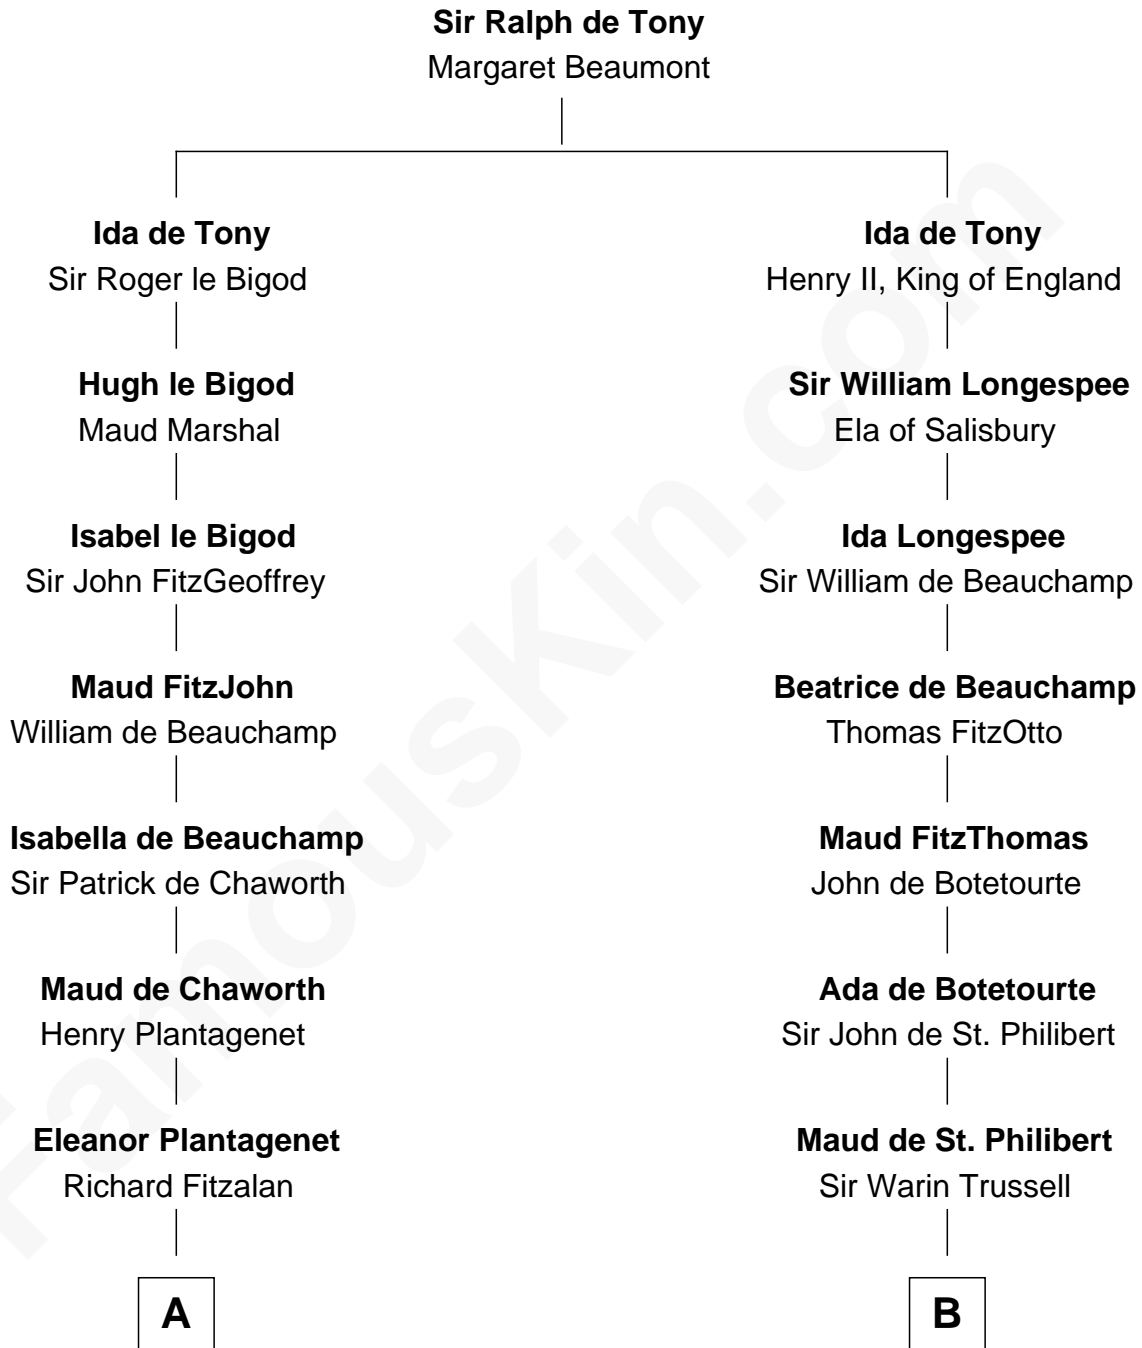 Sir Ralph de Tony
Margaret Beaumont
Ida de Tony
Sir Roger le Bigod
Ida de Tony
Henry II, King of England
Hugh le Bigod
Maud Marshal
Sir William Longespee
Ela of Salisbury
Isabel le Bigod
Sir John FitzGeoffrey
Ida Longespee
Sir William de Beauchamp
Maud FitzJohn
William de Beauchamp
Beatrice de Beauchamp
Thomas FitzOtto
Isabella de Beauchamp
Sir Patrick de Chaworth
Maud FitzThomas
John de Botetourte
Maud de Chaworth
Henry Plantagenet
Ada de Botetourte
Sir John de St. Philibert
Eleanor Plantagenet
Richard Fitzalan
Maud de St. Philibert
Sir Warin Trussell
A
B
FamousKin.com